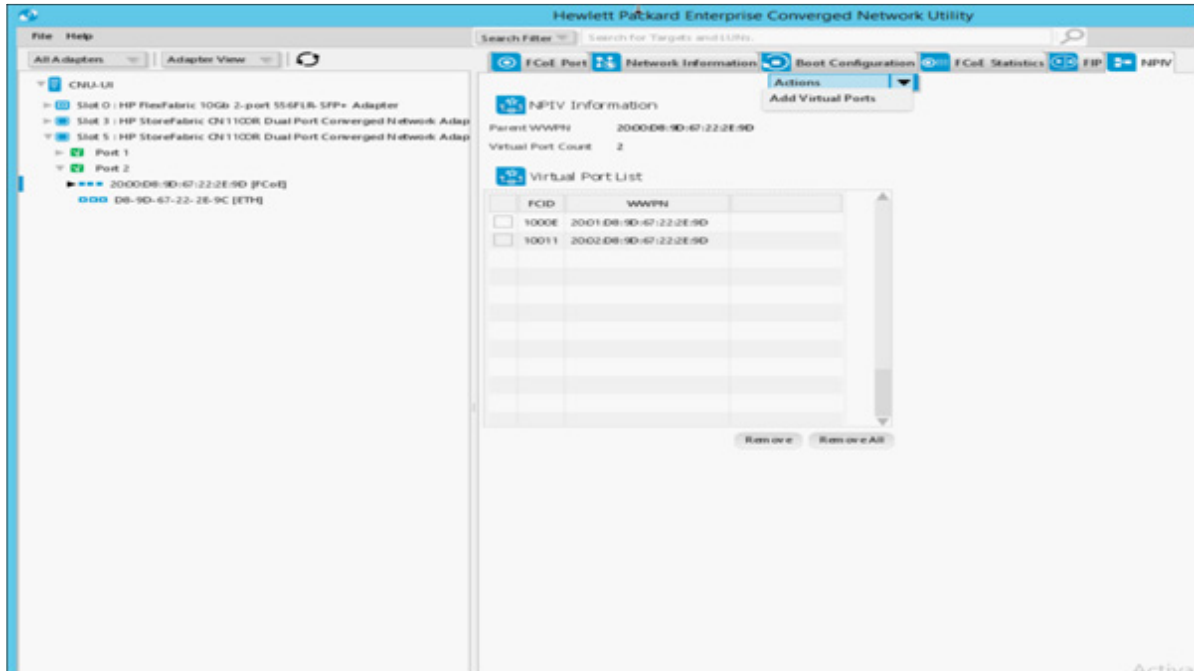 Hewlett Packard Enterprise Converged Network Utility
File Help
Search Filter Search for Targets and LUNs.
All Adapters Adapter View
FCoE Port Network Information Boot Configuration FCoE Statistics FIP NPIV
Actions
Add Virtual Ports
CNU-UI
Slot 0 : HP FlexFabric 10Gb 2-port 556FLR-SFP+ Adapter
Slot 3 : HP StoreFabric CN1100R Dual Port Converged Network Adap
Slot 5 : HP StoreFabric CN1100R Dual Port Converged Network Adap
Port 1
Port 2
20:00:D8:9D:67:22:2E:9D [FCoE]
D8-9D-67-22-2E-9C [ETH]
NPIV Information
Parent WWPN 20:00:D8:9D:67:22:2E:9D
Virtual Port Count 2
Virtual Port List
FCID WWPN
1000E 20:01:D8:9D:67:22:2E:9D
10011 20:02:D8:9D:67:22:2E:9D
Remove Remove All
Activa